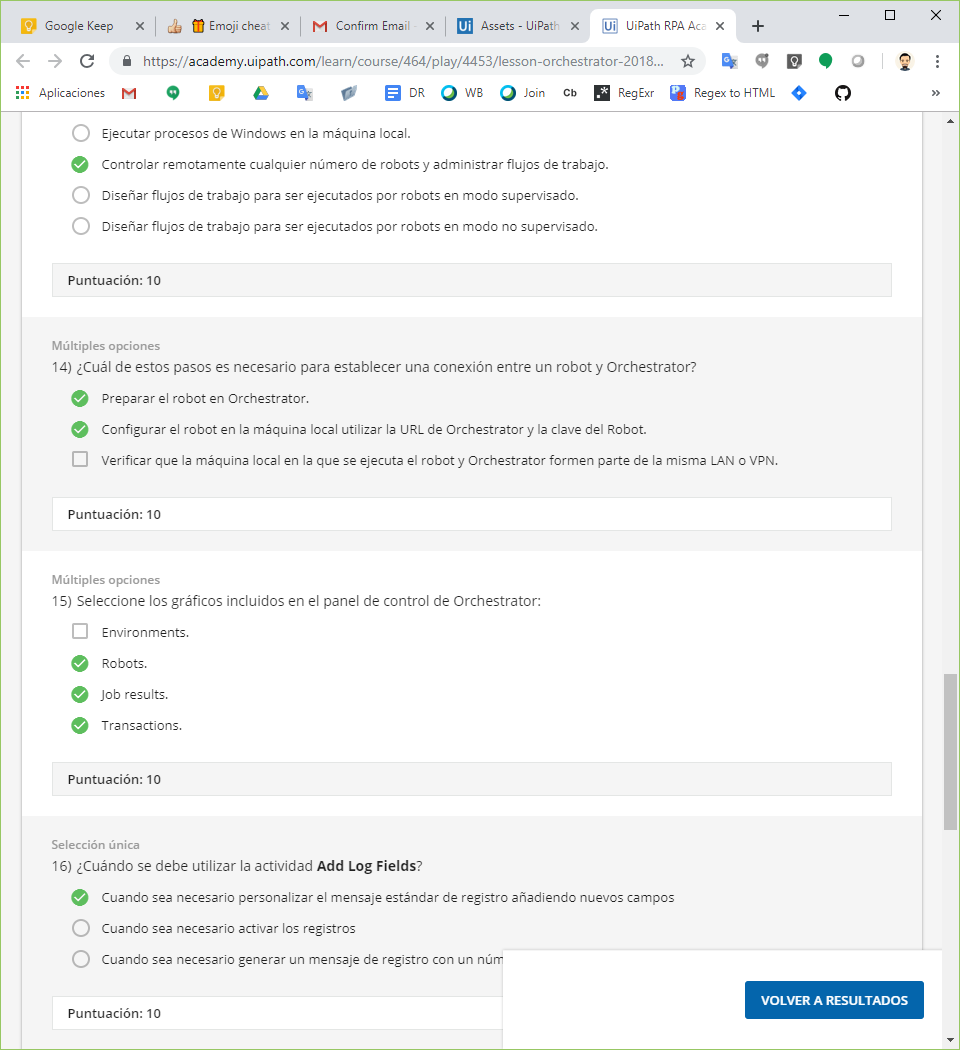 Google Keep
Emoji cheat
Confirm Email
Assets - UiPath
UiPath RPA Aca
https://academy.uipath.com/learn/course/464/play/4453/lesson-orchestrator-2018...
Aplicaciones
DR
WB
Join
Cb
RegExr
Regex to HTML
»
Ejecutar procesos de Windows en la máquina local.
Controlar remotamente cualquier número de robots y administrar flujos de trabajo.
Diseñar flujos de trabajo para ser ejecutados por robots en modo supervisado.
Diseñar flujos de trabajo para ser ejecutados por robots en modo no supervisado.
Puntuación: 10
Múltiples opciones
14) ¿Cuál de estos pasos es necesario para establecer una conexión entre un robot y Orchestrator?
Preparar el robot en Orchestrator.
Configurar el robot en la máquina local utilizar la URL de Orchestrator y la clave del Robot.
Verificar que la máquina local en la que se ejecuta el robot y Orchestrator formen parte de la misma LAN o VPN.
Puntuación: 10
Múltiples opciones
15) Seleccione los gráficos incluidos en el panel de control de Orchestrator:
Environments.
Robots.
Job results.
Transactions.
Puntuación: 10
Selección única
16) ¿Cuándo se debe utilizar la actividad Add Log Fields?
Cuando sea necesario personalizar el mensaje estándar de registro añadiendo nuevos campos
Cuando sea necesario activar los registros
Cuando sea necesario generar un mensaje de registro con un núm
Puntuación: 10
VOLVER A RESULTADOS